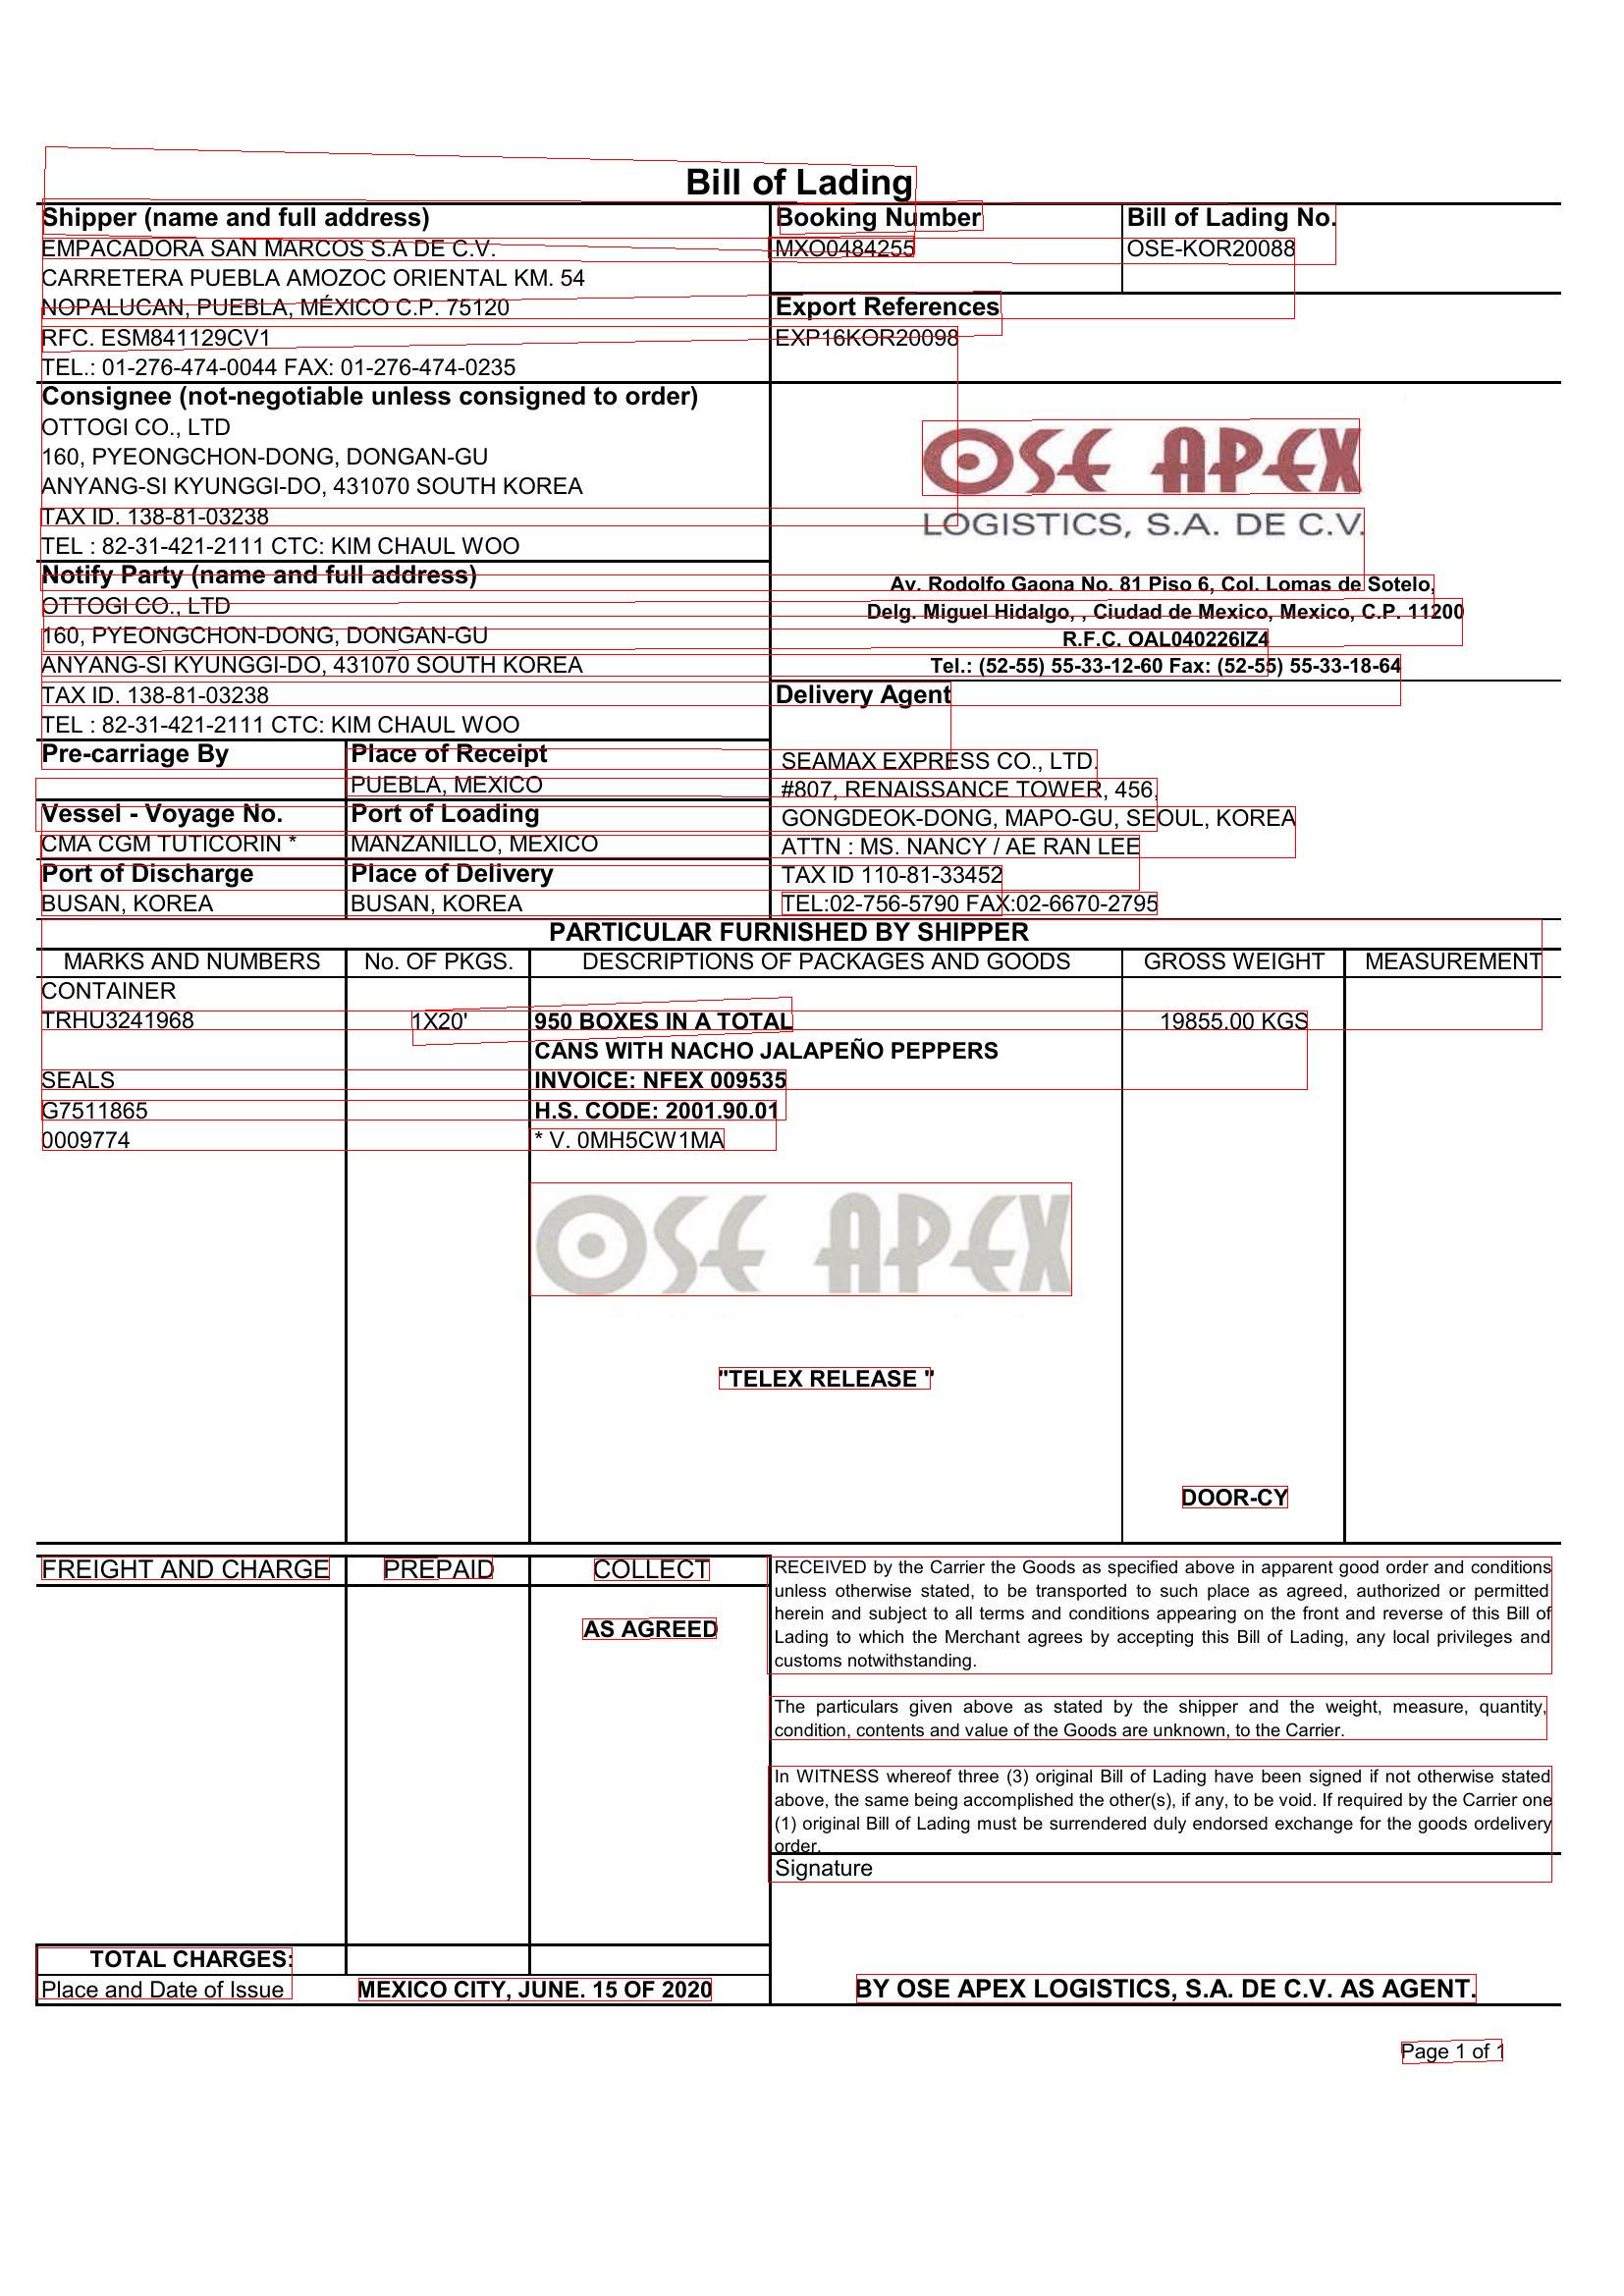 Bill of Lading
Shipper (name and full address)
EMPACADORA SAN MARCOS S.A DE C.V.
CARRETERA PUEBLA AMOZOC ORIENTAL KM. 54
NOPALUCAN, PUEBLA, MÉXICO C.P. 75120
RFC. ESM841129CV1
TEL.: 01-276-474-0044 FAX: 01-276-474-0235
Booking Number
MXO0484255
Bill of Lading No.
OSE-KOR20088
Export References
EXP16KOR20098
Consignee (not-negotiable unless consigned to order)
OTTOGI CO., LTD
160, PYEONGCHON-DONG, DONGAN-GU
ANYANG-SI KYUNGGI-DO, 431070 SOUTH KOREA
TAX ID. 138-81-03238
TEL : 82-31-421-2111 CTC: KIM CHAUL WOO
OSE APEX
LOGISTICS, S.A. DE C.V.
Av. Rodolfo Gaona No. 81 Piso 6, Col. Lomas de Sotelo,
Delg. Miguel Hidalgo, , Ciudad de Mexico, Mexico, C.P. 11200
R.F.C. OAL040226IZ4
Tel.: (52-55) 55-33-12-60 Fax: (52-55) 55-33-18-64
Notify Party (name and full address)
OTTOGI CO., LTD
160, PYEONGCHON-DONG, DONGAN-GU
ANYANG-SI KYUNGGI-DO, 431070 SOUTH KOREA
TAX ID. 138-81-03238
TEL : 82-31-421-2111 CTC: KIM CHAUL WOO
Delivery Agent
SEAMAX EXPRESS CO., LTD.
#807, RENAISSANCE TOWER, 456,
GONGDEOK-DONG, MAPO-GU, SEOUL, KOREA
ATTN : MS. NANCY / AE RAN LEE
TAX ID 110-81-33452
TEL:02-756-5790 FAX:02-6670-2795
Pre-carriage By
Place of Receipt
PUEBLA, MEXICO
Vessel - Voyage No.
CMA CGM TUTICORIN *
Port of Loading
MANZANILLO, MEXICO
Port of Discharge
BUSAN, KOREA
Place of Delivery
BUSAN, KOREA
PARTICULAR FURNISHED BY SHIPPER
MARKS AND NUMBERS No. OF PKGS. DESCRIPTIONS OF PACKAGES AND GOODS GROSS WEIGHT MEASUREMENT
CONTAINER
TRHU3241968 1X20' 950 BOXES IN A TOTAL 19855.00 KGS
CANS WITH NACHO JALAPEÑO PEPPERS
SEALS INVOICE: NFEX 009535
G7511865 H.S. CODE: 2001.90.01
0009774 * V. 0MH5CW1MA
OSE APEX
"TELEX RELEASE "
DOOR-CY
FREIGHT AND CHARGE PREPAID COLLECT
AS AGREED
RECEIVED by the Carrier the Goods as specified above in apparent good order and conditions
unless otherwise stated, to be transported to such place as agreed, authorized or permitted
herein and subject to all terms and conditions appearing on the front and reverse of this Bill of
Lading to which the Merchant agrees by accepting this Bill of Lading, any local privileges and
customs notwithstanding.
The particulars given above as stated by the shipper and the weight, measure, quantity,
condition, contents and value of the Goods are unknown, to the Carrier.
In WITNESS whereof three (3) original Bill of Lading have been signed if not otherwise stated
above, the same being accomplished the other(s), if any, to be void. If required by the Carrier one
(1) original Bill of Lading must be surrendered duly endorsed exchange for the goods ordelivery
order.
Signature
TOTAL CHARGES:
Place and Date of Issue MEXICO CITY, JUNE. 15 OF 2020
BY OSE APEX LOGISTICS, S.A. DE C.V. AS AGENT.
Page 1 of 1